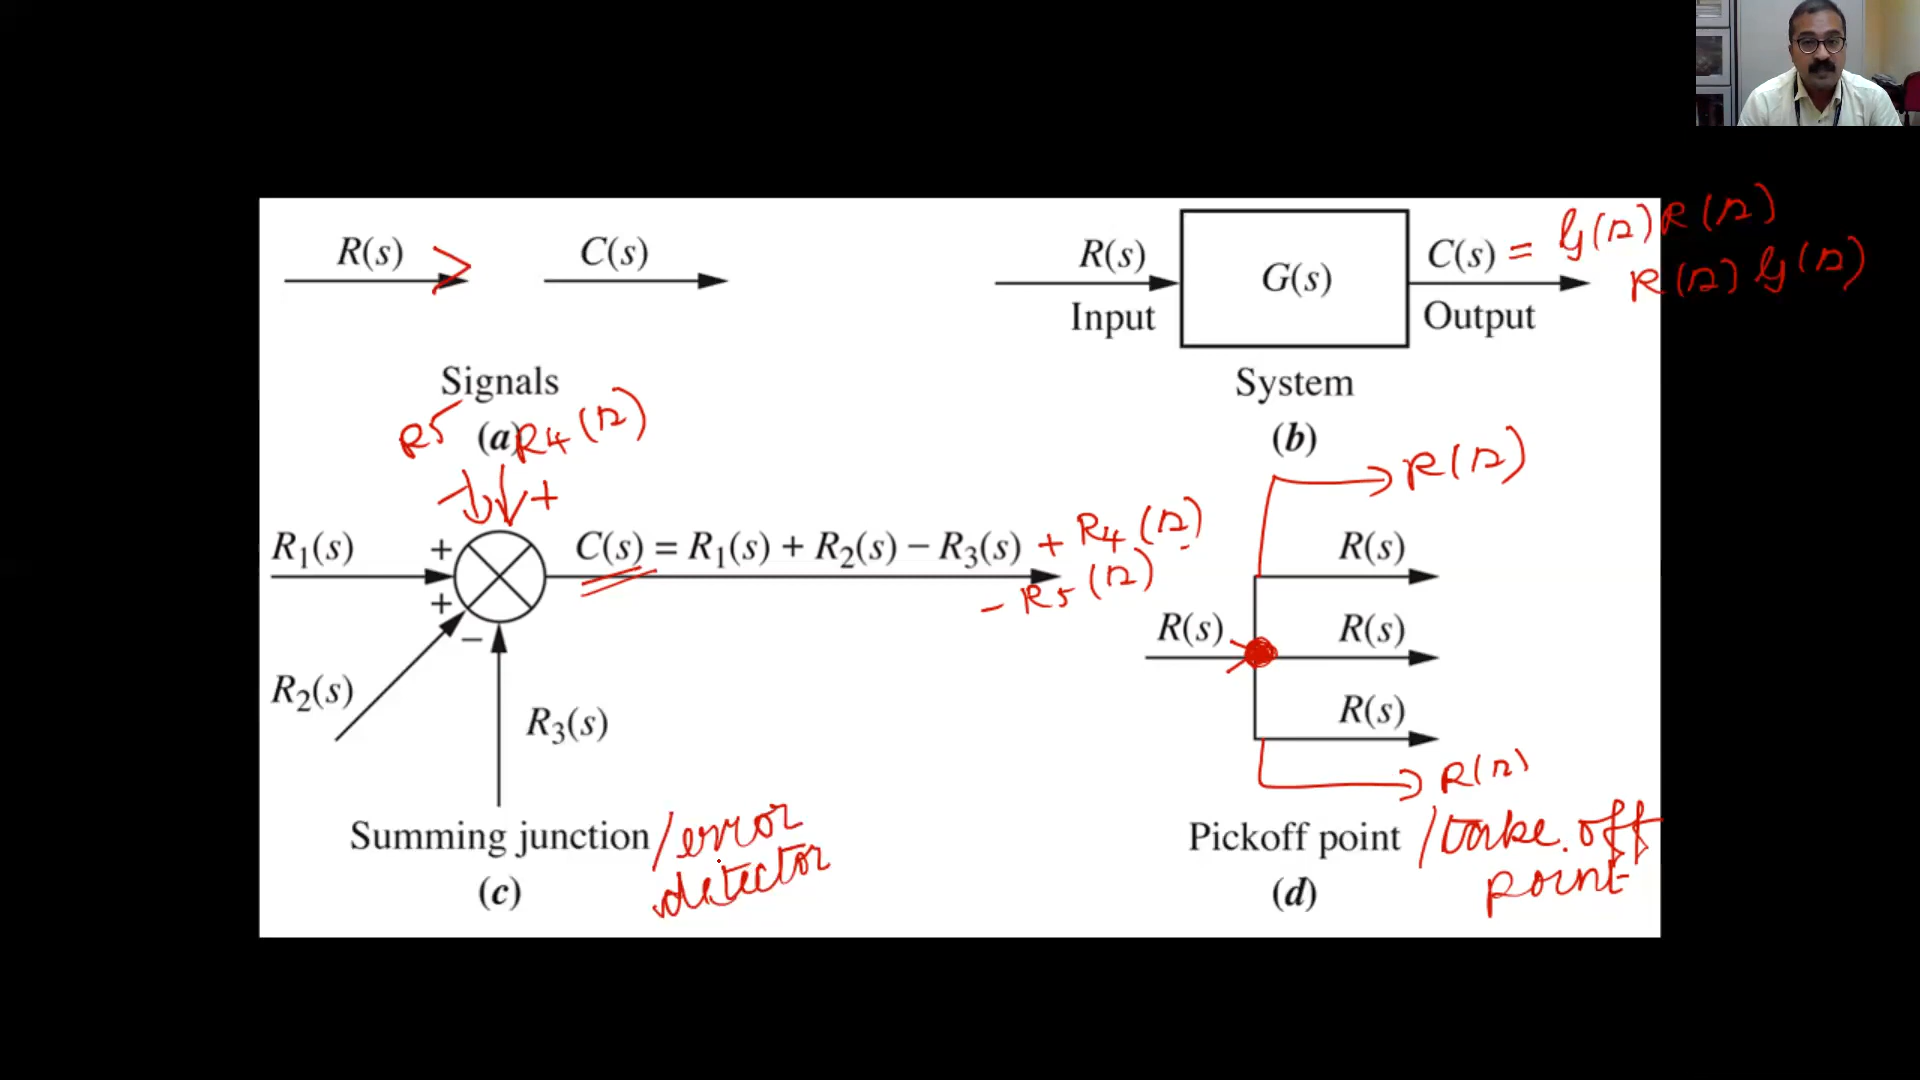 R(s) > C(s)
Signals
(a)
R(s) Input
G(s)
C(s) = G(s)R(s)
R(s) G(s)
Output
System
(b)
R5 R4(s)
+
R₁(s) + C(s) = R₁(s) + R₂(s) − R₃(s) + R4(s)
− R5(s)
+
−
R₂(s)
R₃(s)
Summing junction /error
detector
(c)
R(s)
R(s)
R(s) R(s)
R(s)
R(s)
Pickoff point /take off
point
(d)